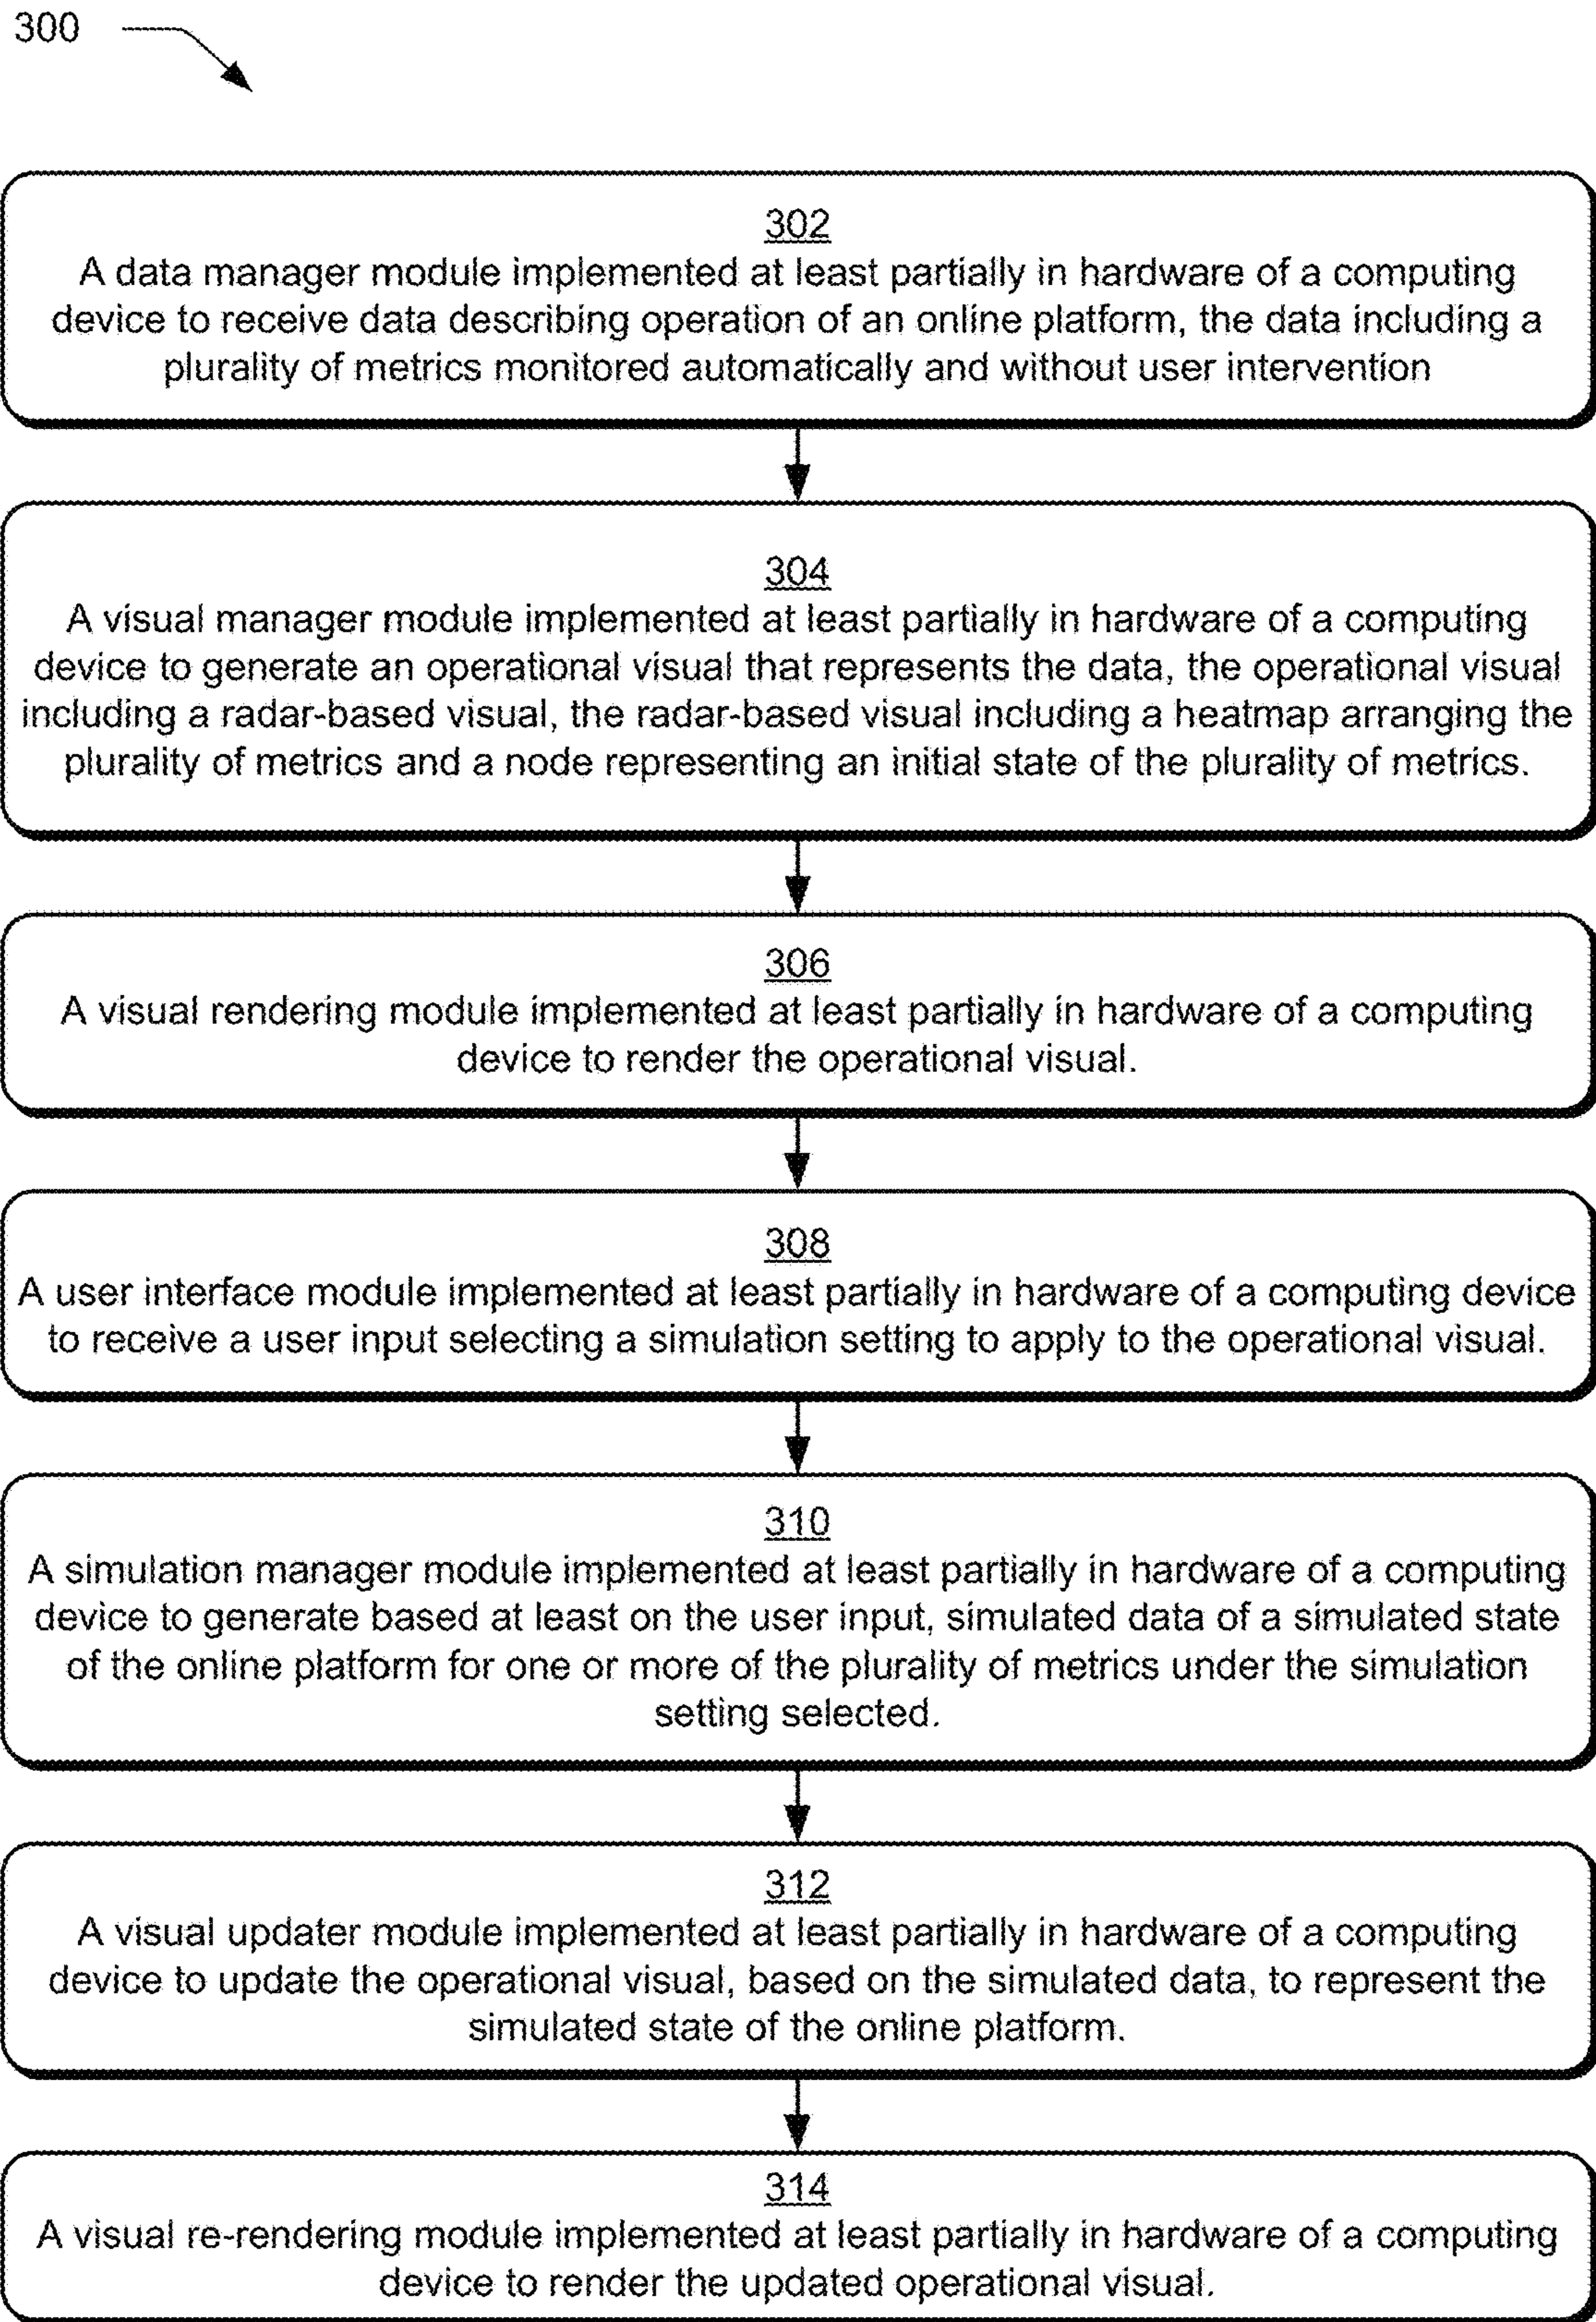 300
302
A data manager module implemented at least partially in hardware of a computing
device to receive data describing operation of an online platform, the data including a
plurality of metrics monitored automatically and without user intervention
304
A visual manager module implemented at least partially in hardware of a computing
device to generate an operational visual that represents the data, the operational visual
including a radar-based visual, the radar-based visual including a heatmap arranging the
plurality of metrics and a node representing an initial state of the plurality of metrics.
306
A visual rendering module implemented at least partially in hardware of a computing
device to render the operational visual.
308
A user interface module implemented at least partially in hardware of a computing device
to receive a user input selecting a simulation setting to apply to the operational visual.
310
A simulation manager module implemented at least partially in hardware of a computing
device to generate based at least on the user input, simulated data of a simulated state
of the online platform for one or more of the plurality of metrics under the simulation
setting selected.
312
A visual updater module implemented at least partially in hardware of a computing
device to update the operational visual, based on the simulated data, to represent the
simulated state of the online platform.
314
A visual re-rendering module implemented at least partially in hardware of a computing
device to render the updated operational visual.